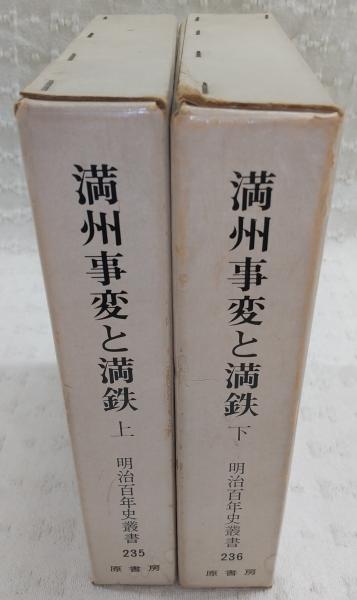 満州事変と満鉄 上
明治百年史叢書
235
原書房
満州事変と満鉄 下
明治百年史叢書
236
原書房